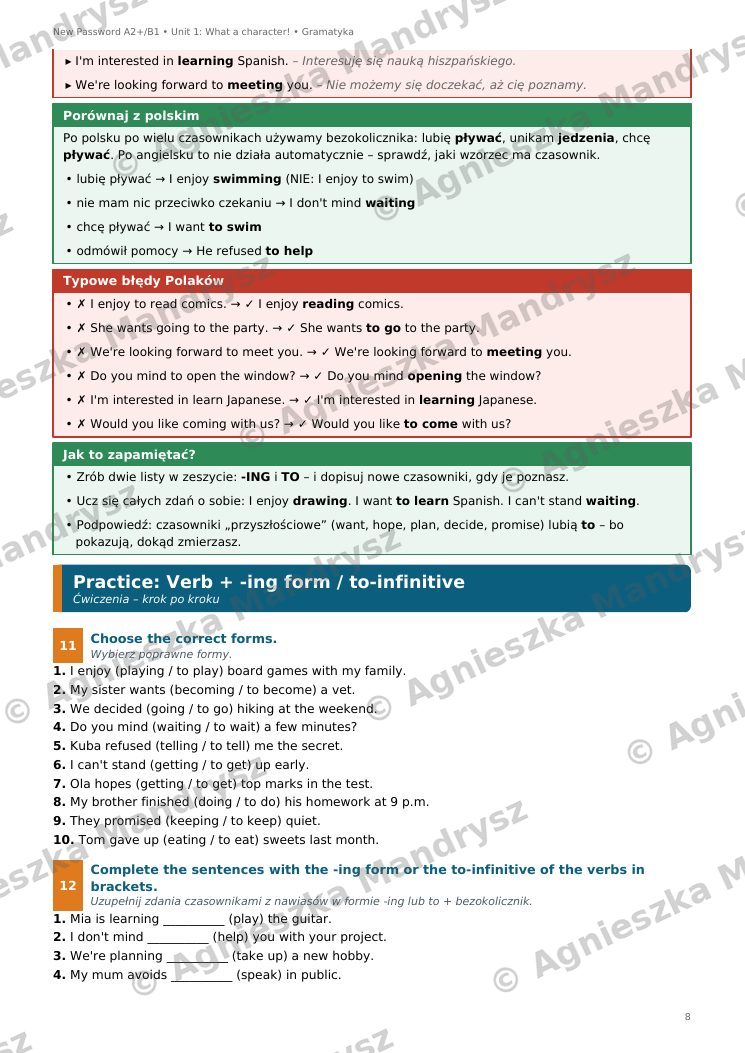 New Password A2+/B1 • Unit 1: What a character! • Gramatyka
▸ I'm interested in learning Spanish. – Interesuję się nauką hiszpańskiego.
▸ We're looking forward to meeting you. – Nie możemy się doczekać, aż cię poznamy.
Porównaj z polskim
Po polsku po wielu czasownikach używamy bezokolicznika: lubię pływać, unikam jedzenia, chcę
pływać. Po angielsku to nie działa automatycznie – sprawdź, jaki wzorzec ma czasownik.
• lubię pływać → I enjoy swimming (NIE: I enjoy to swim)
• nie mam nic przeciwko czekaniu → I don't mind waiting
• chcę pływać → I want to swim
• odmówił pomocy → He refused to help
Typowe błędy Polaków
• ✗ I enjoy to read comics. → ✓ I enjoy reading comics.
• ✗ She wants going to the party. → ✓ She wants to go to the party.
• ✗ We're looking forward to meet you. → ✓ We're looking forward to meeting you.
• ✗ Do you mind to open the window? → ✓ Do you mind opening the window?
• ✗ I'm interested in learn Japanese. → ✓ I'm interested in learning Japanese.
• ✗ Would you like coming with us? → ✓ Would you like to come with us?
Jak to zapamiętać?
• Zrób dwie listy w zeszycie: -ING i TO – i dopisuj nowe czasowniki, gdy je poznasz.
• Ucz się całych zdań o sobie: I enjoy drawing. I want to learn Spanish. I can't stand waiting.
• Podpowiedź: czasowniki „przyszłościowe” (want, hope, plan, decide, promise) lubią to – bo
pokazują, dokąd zmierzasz.
Practice: Verb + -ing form / to-infinitive
Ćwiczenia – krok po kroku
11 Choose the correct forms.
Wybierz poprawne formy.
1. I enjoy (playing / to play) board games with my family.
2. My sister wants (becoming / to become) a vet.
3. We decided (going / to go) hiking at the weekend.
4. Do you mind (waiting / to wait) a few minutes?
5. Kuba refused (telling / to tell) me the secret.
6. I can't stand (getting / to get) up early.
7. Ola hopes (getting / to get) top marks in the test.
8. My brother finished (doing / to do) his homework at 9 p.m.
9. They promised (keeping / to keep) quiet.
10. Tom gave up (eating / to eat) sweets last month.
12 Complete the sentences with the -ing form or the to-infinitive of the verbs in
brackets.
Uzupełnij zdania czasownikami z nawiasów w formie -ing lub to + bezokolicznik.
1. Mia is learning __________ (play) the guitar.
2. I don't mind __________ (help) you with your project.
3. We're planning __________ (take up) a new hobby.
4. My mum avoids __________ (speak) in public.
8
© Agnieszka Mandrysz